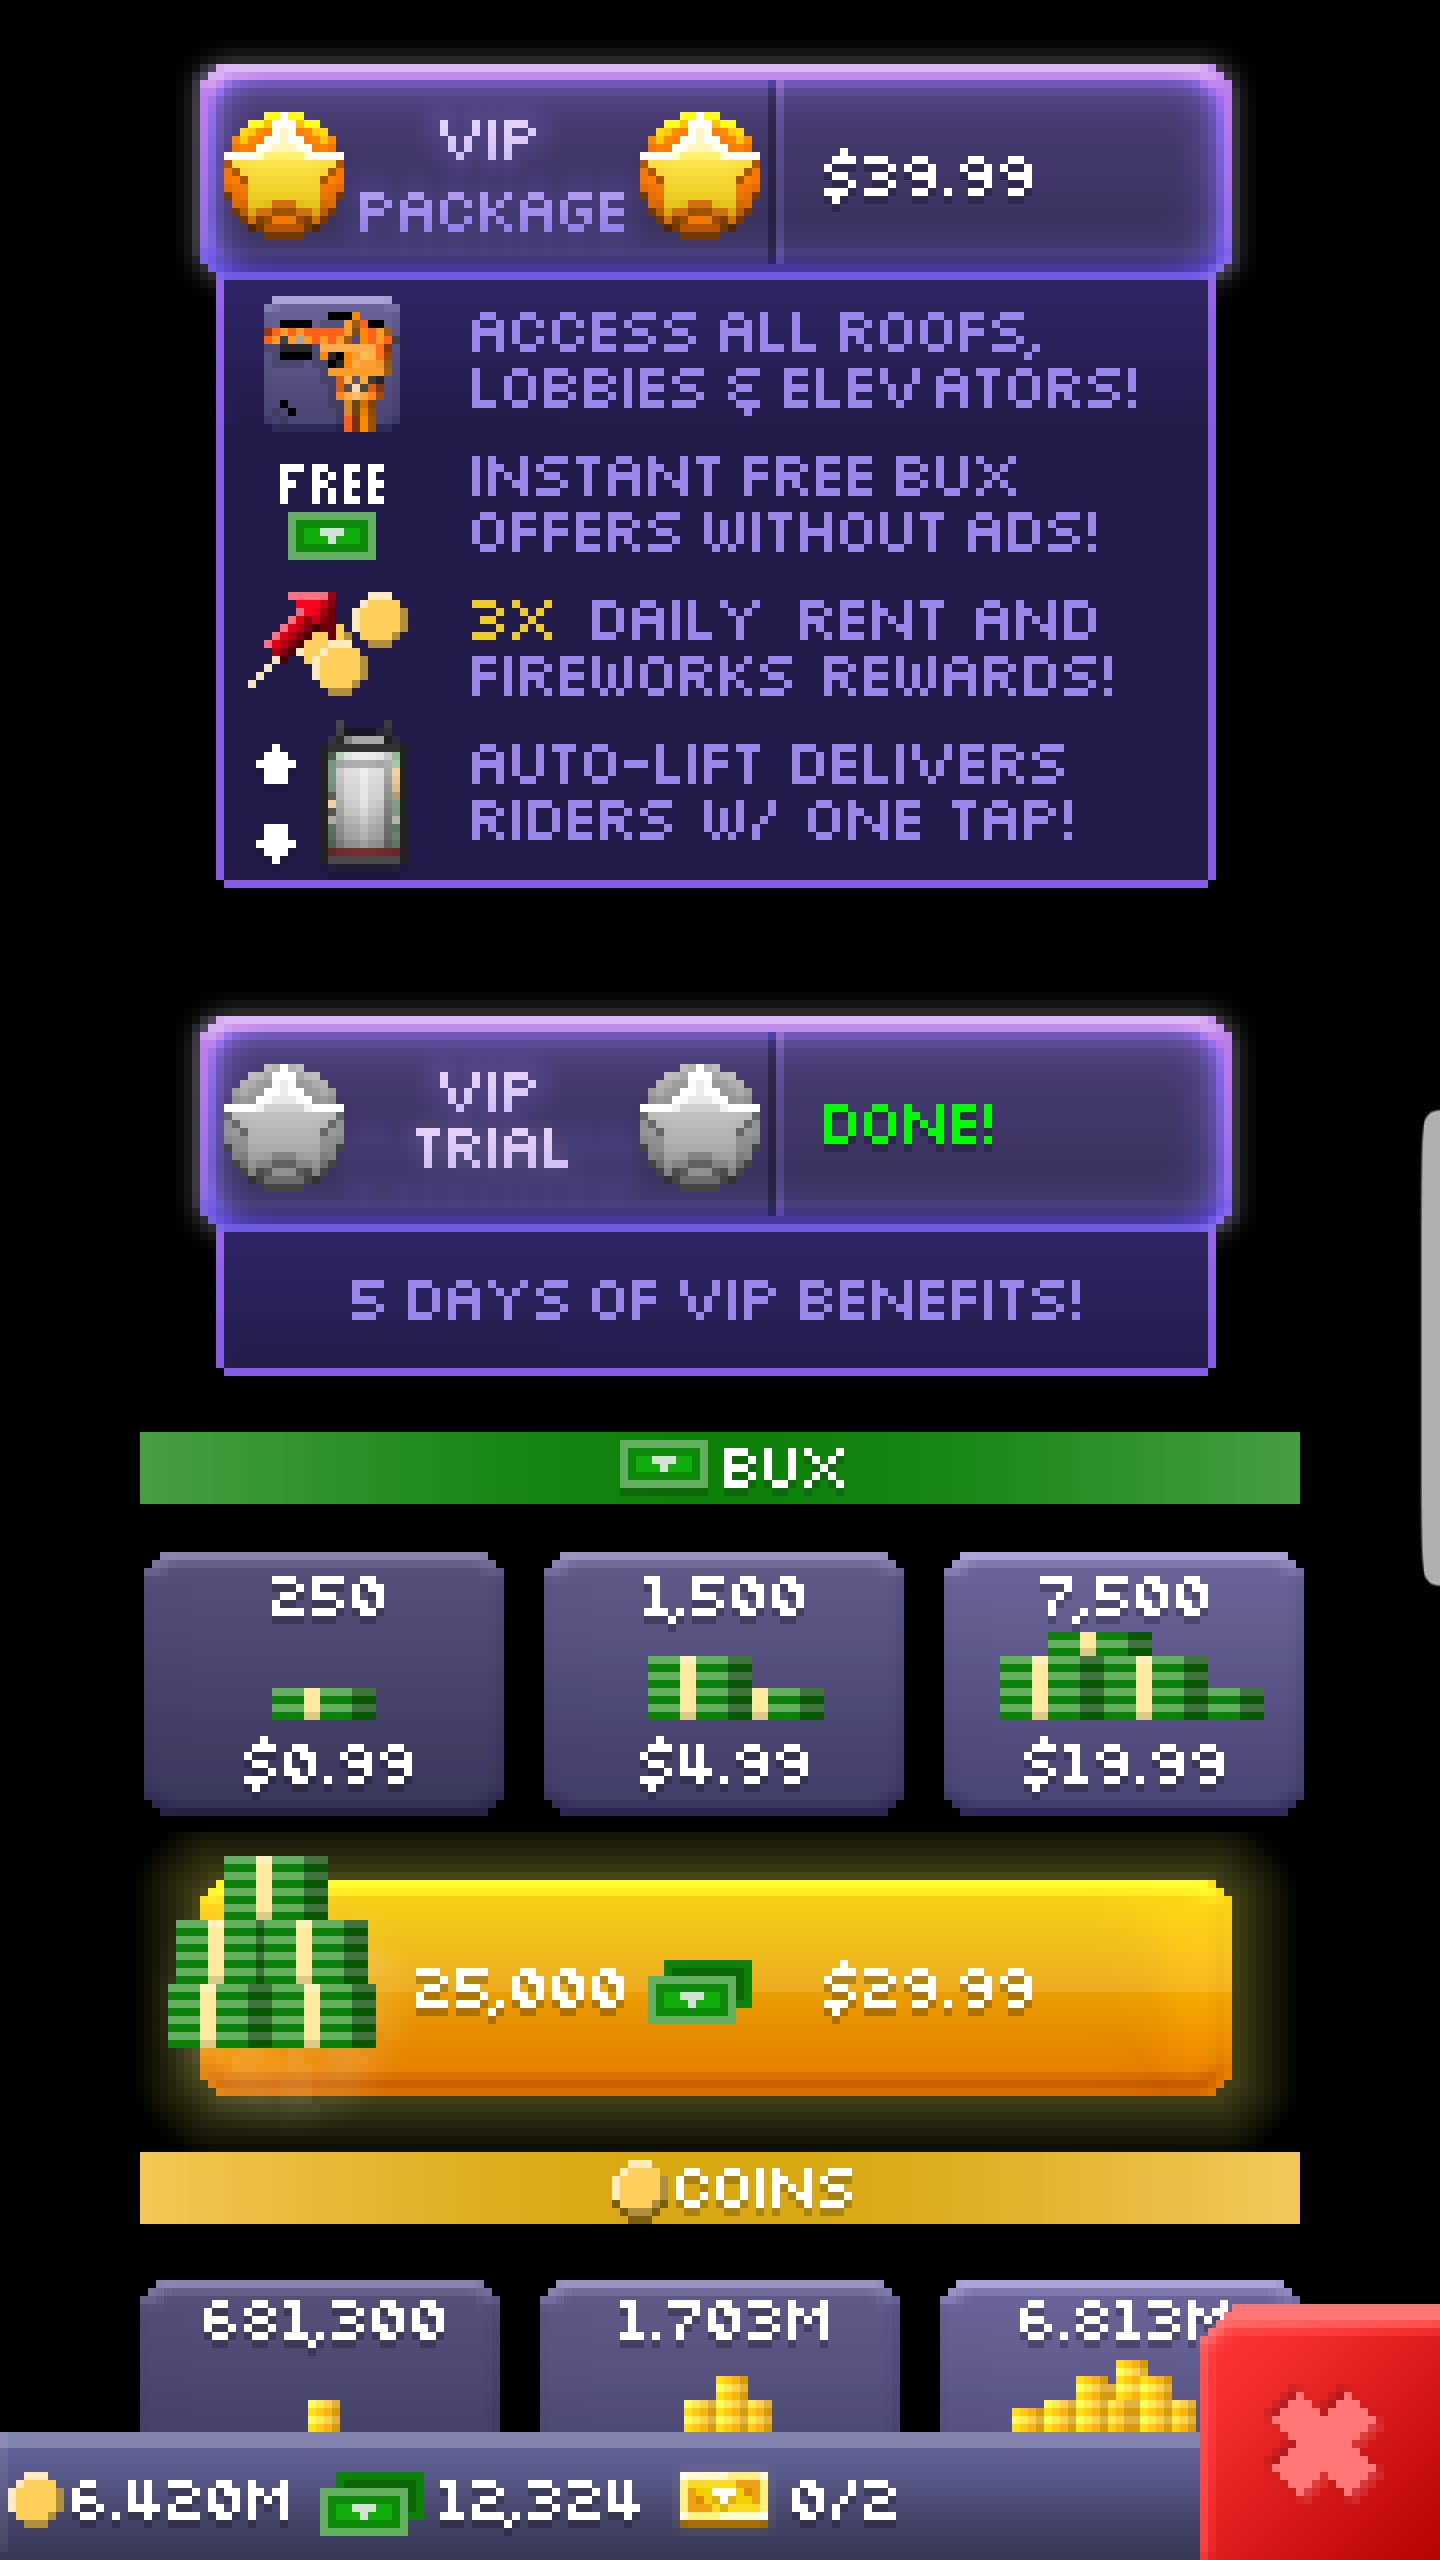 VIP
PACKAGE
$39.99
ACCESS ALL ROOFS,
LOBBIES & ELEVATORS!
FREE
INSTANT FREE BUX
OFFERS WITHOUT ADS!
3X DAILY RENT AND
FIREWORKS REWARDS!
AUTO-LIFT DELIVERS
RIDERS W/ ONE TAP!
VIP
TRIAL
DONE!
5 DAYS OF VIP BENEFITS!
BUX
250 1,500 7,500
$0.99 $4.99 $19.99
25,000 $29.99
COINS
681,300 1.703M 6.813M
6.420M 12,324 0/2